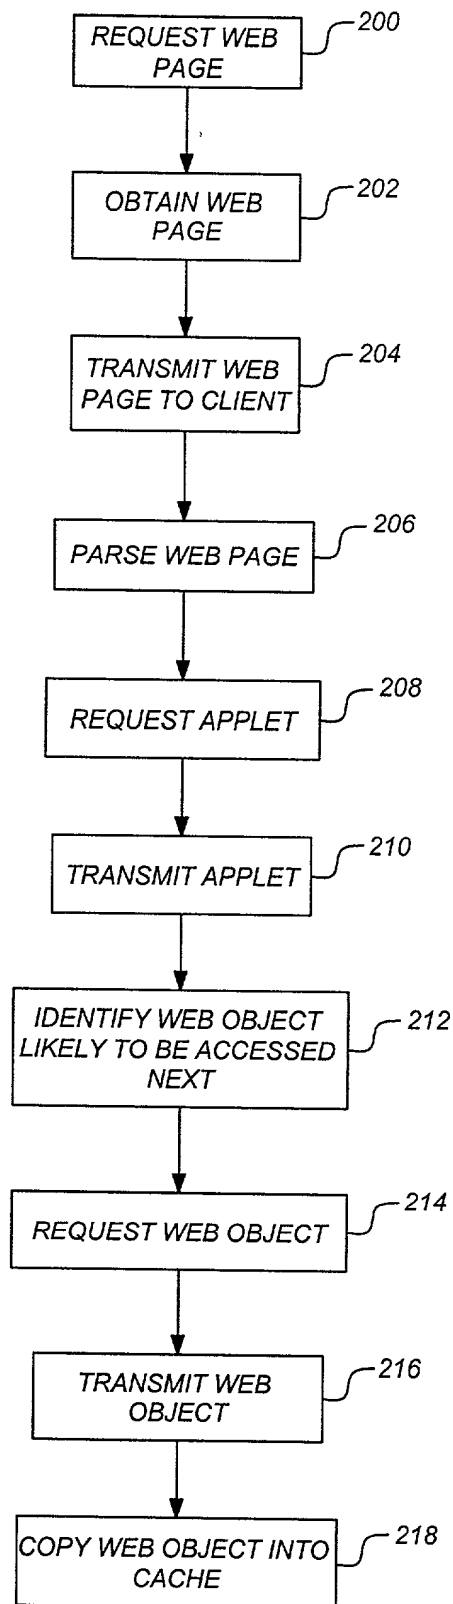 REQUEST WEB
PAGE
200
OBTAIN WEB
PAGE
202
TRANSMIT WEB
PAGE TO CLIENT
204
PARSE WEB PAGE
206
REQUEST APPLET
208
TRANSMIT APPLET
210
IDENTIFY WEB OBJECT
LIKELY TO BE ACCESSED
NEXT
212
REQUEST WEB OBJECT
214
TRANSMIT WEB
OBJECT
216
COPY WEB OBJECT INTO
CACHE
218